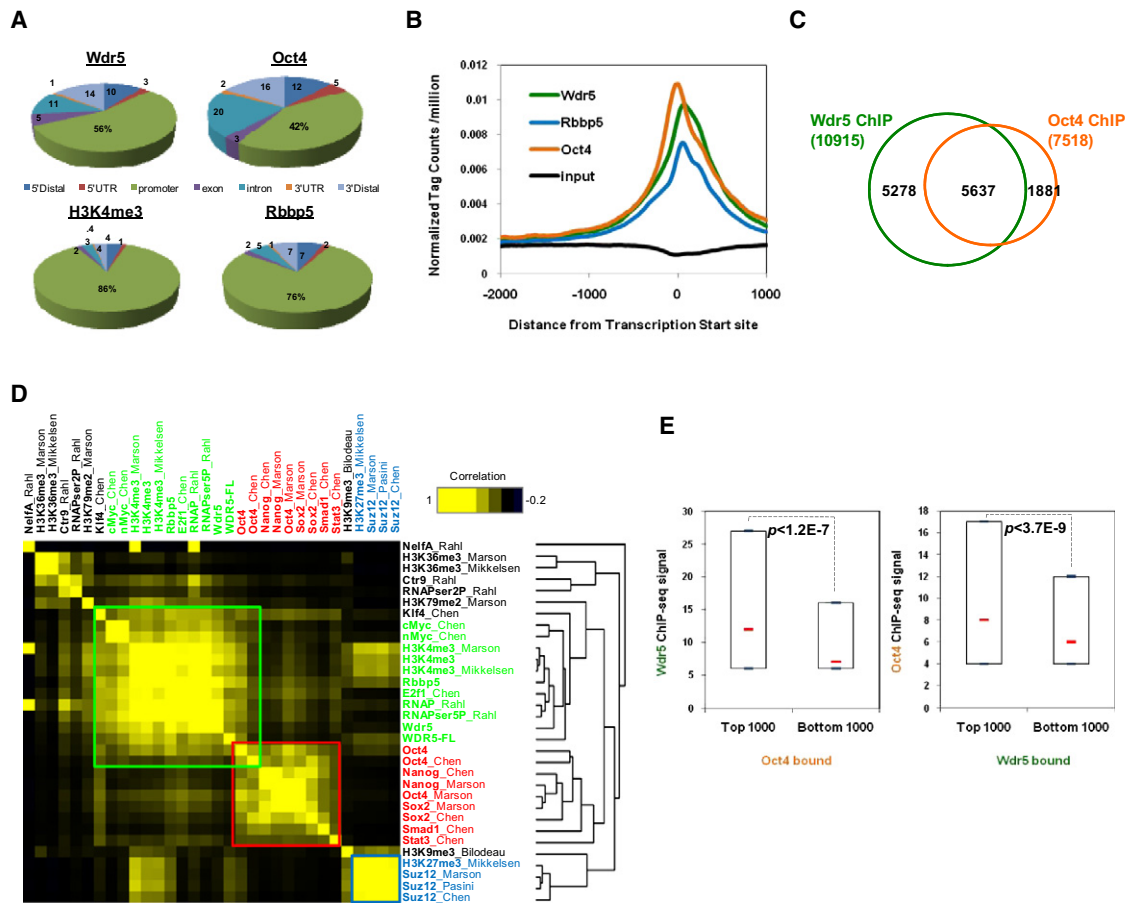 A
Wdr5
1
14
10
3
11
5
56%
Oct4
2
16
12
5
20
3
42%
5'Distal
5'UTR
promoter
exon
intron
3'UTR
3'Distal
H3K4me3
.4
3
2
4
4
1
86%
Rbbp5
2
5
1
7
7
2
76%
B
Normalized Tag Counts /million
0.012
0.01
0.008
0.006
0.004
0.002
0
Wdr5
Rbbp5
Oct4
input
-2000
-1000
0
1000
Distance from Transcription Start site
C
Wdr5 ChIP
(10915)
Oct4 ChIP
(7518)
5278
5637
1881
D
NelfA_Rahl
H3K36me3_Marson
H3K36me3_Mikkelsen
Ctr9_Rahl
RNAPser2P_Rahl
H3K79me2_Marson
Klf4_Chen
cMyc_Chen
nMyc_Chen
H3K4me3_Marson
H3K4me3
H3K4me3_Mikkelsen
Rbbp5
E2f1_Chen
RNAP_Rahl
RNAPser5P_Rahl
Wdr5
WDR5-FL
Oct4
Oct4_Chen
Nanog_Chen
Nanog_Marson
Oct4_Marson
Sox2_Marson
Sox2_Chen
Smad1_Chen
Stat3_Chen
H3K9me3_Bilodeau
H3K27me3_Mikkelsen
Suz12_Marson
Suz12_Pasini
Suz12_Chen
Correlation
1
-0.2
NelfA_Rahl
H3K36me3_Marson
H3K36me3_Mikkelsen
Ctr9_Rahl
RNAPser2P_Rahl
H3K79me2_Marson
Klf4_Chen
cMyc_Chen
nMyc_Chen
H3K4me3_Marson
H3K4me3
H3K4me3_Mikkelsen
Rbbp5
E2f1_Chen
RNAP_Rahl
RNAPser5P_Rahl
Wdr5
WDR5-FL
Oct4
Oct4_Chen
Nanog_Chen
Nanog_Marson
Oct4_Marson
Sox2_Marson
Sox2_Chen
Smad1_Chen
Stat3_Chen
H3K9me3_Bilodeau
H3K27me3_Mikkelsen
Suz12_Marson
Suz12_Pasini
Suz12_Chen
E
Wdr5 ChIP-seq signal
30
25
20
15
10
5
0
p<1.2E-7
Top 1000
Bottom 1000
Oct4 bound
Oct4 ChIP-seq signal
18
16
14
12
10
8
6
4
2
0
p<3.7E-9
Top 1000
Bottom 1000
Wdr5 bound